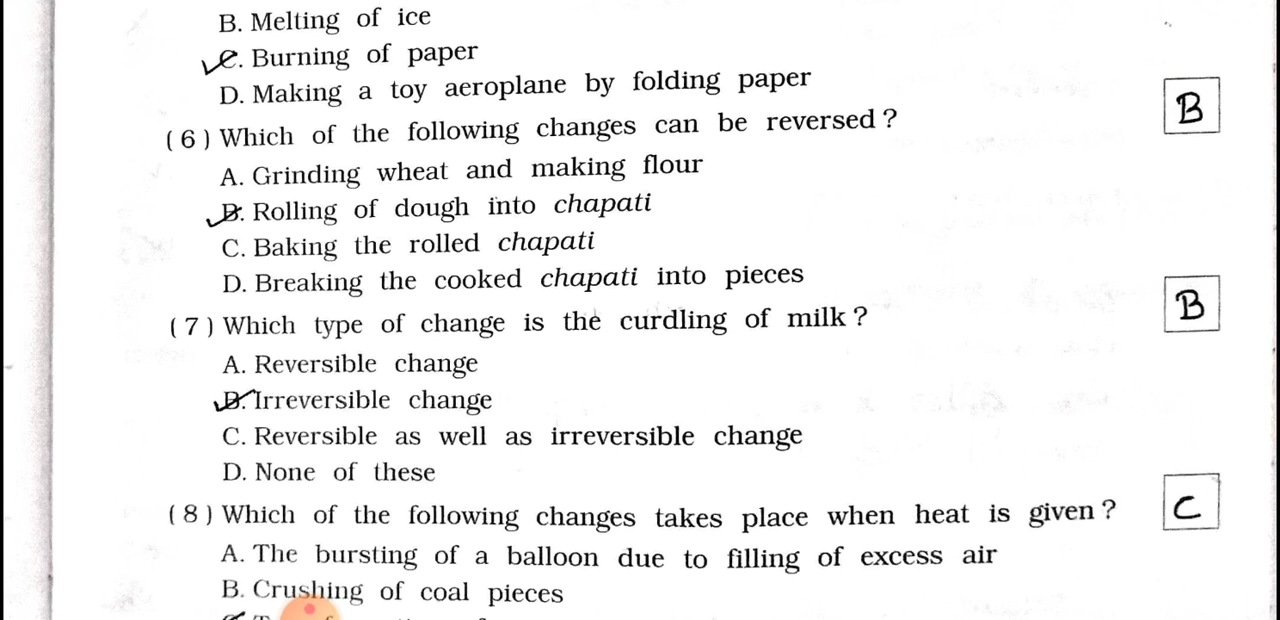 B. Melting of ice
C. Burning of paper
D. Making a toy aeroplane by folding paper
( 6 ) Which of the following changes can be reversed ? B
A. Grinding wheat and making flour
B. Rolling of dough into chapati
C. Baking the rolled chapati
D. Breaking the cooked chapati into pieces
( 7 ) Which type of change is the curdling of milk ? B
A. Reversible change
B. Irreversible change
C. Reversible as well as irreversible change
D. None of these
( 8 ) Which of the following changes takes place when heat is given ? C
A. The bursting of a balloon due to filling of excess air
B. Crushing of coal pieces